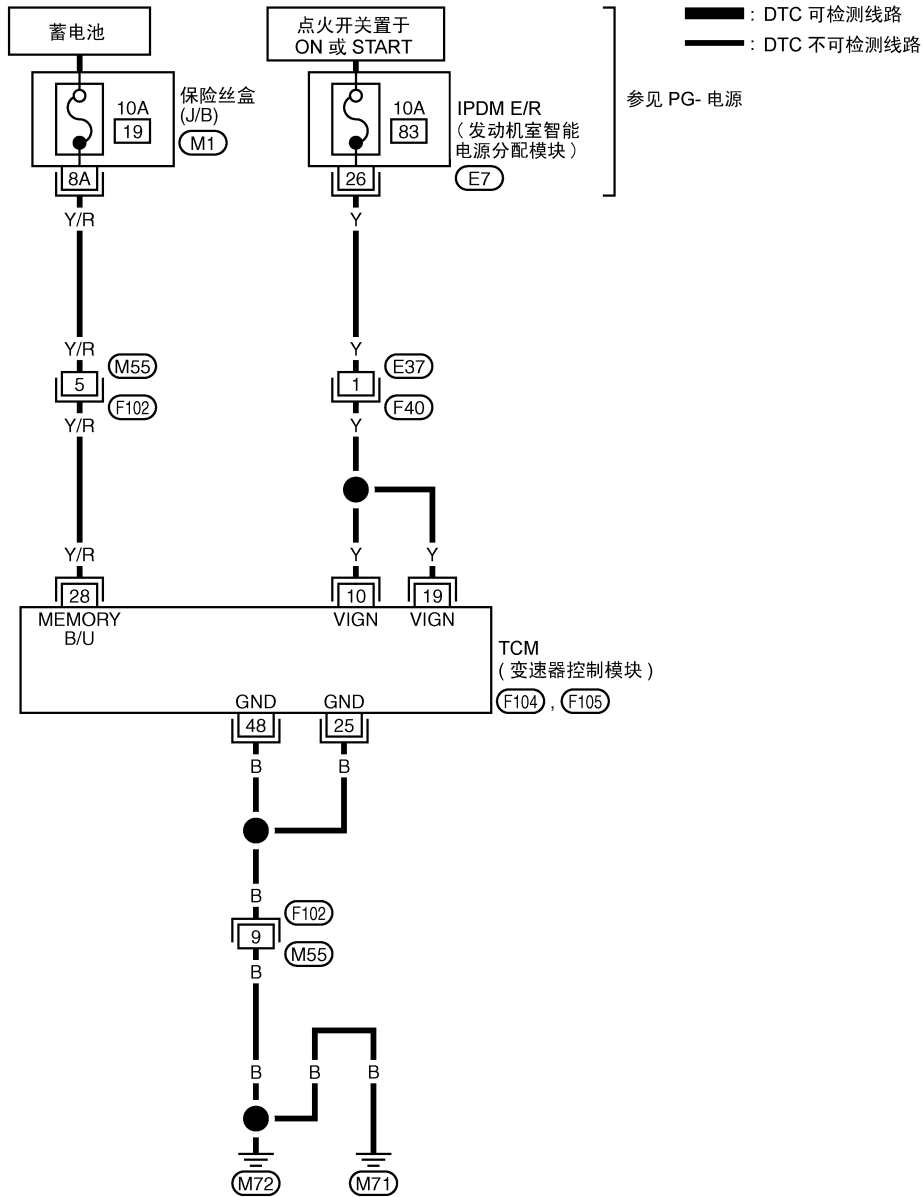 蓄电池
点火开关置于
ON 或 START
: DTC 可检测线路
: DTC 不可检测线路
10A
19
保险丝盒
(J/B)
M1
10A
83
IPDM E/R
( 发动机室智能
电源分配模块 )
E7
参见 PG- 电源
8A
26
Y/R
Y
Y/R
Y
5
M55
F102
1
E37
F40
Y/R
Y
Y/R
Y
Y
28
10
19
MEMORY
B/U
VIGN
VIGN
TCM
( 变速器控制模块 )
F104 , F105
GND
GND
48
25
B
B
B
9
F102
M55
B
B
B
B
M72
M71